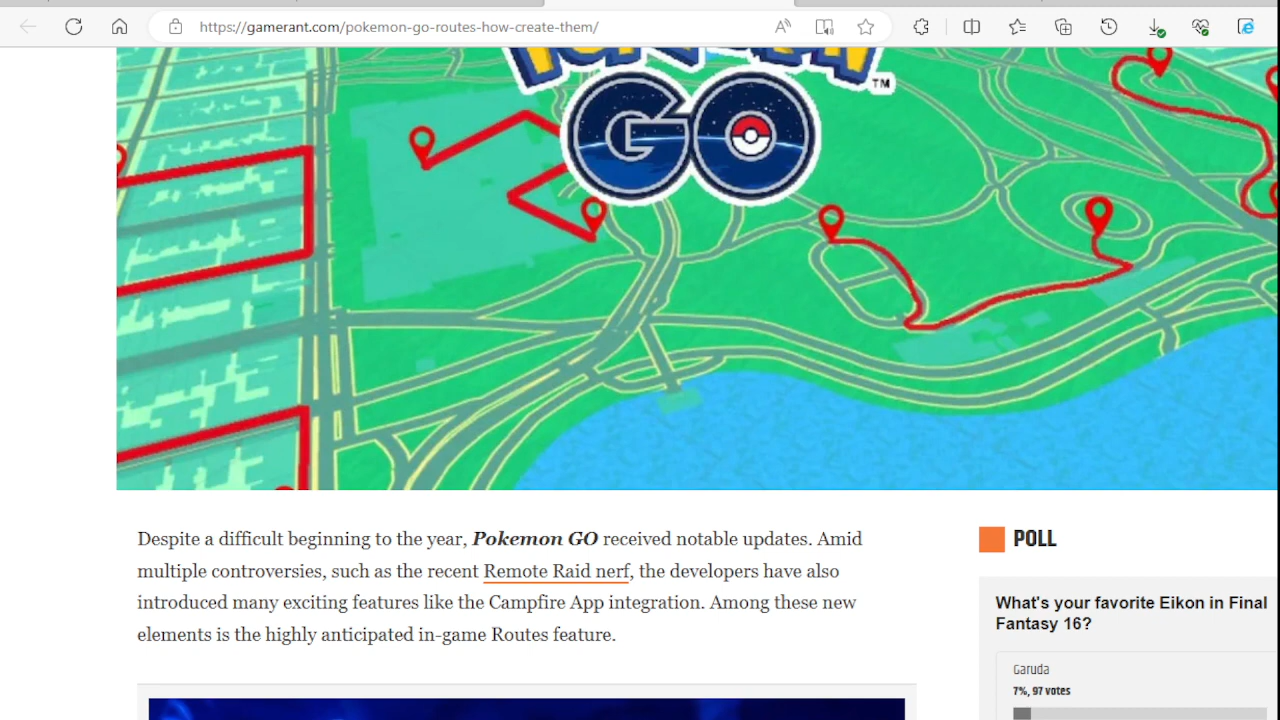 https://gamerant.com/pokemon-go-routes-how-create-them/
GO
TM
Despite a difficult beginning to the year, Pokemon GO received notable updates. Amid
multiple controversies, such as the recent Remote Raid nerf, the developers have also
introduced many exciting features like the Campfire App integration. Among these new
elements is the highly anticipated in-game Routes feature.
POLL
What's your favorite Eikon in Final
Fantasy 16?
Garuda
7%, 97 votes